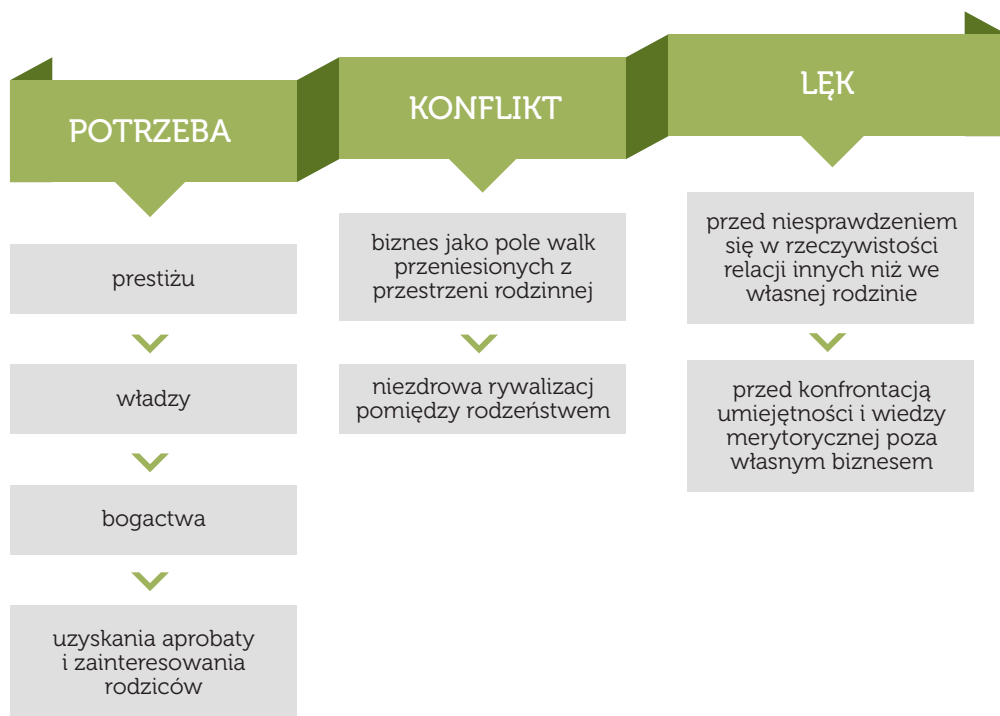 POTRZEBA
prestiżu
władzy
bogactwa
uzyskania aprobaty
i zainteresowania
rodziców
KONFLIKT
biznes jako pole walk
przeniesionych z
przestrzeni rodzinnej
niezdrowa rywalizacj
pomiędzy rodzeństwem
LĘK
przed niesprawdzeniem
się w rzeczywistości
relacji innych niż we
własnej rodzinie
przed konfrontacją
umiejętności i wiedzy
merytorycznej poza
własnym biznesem